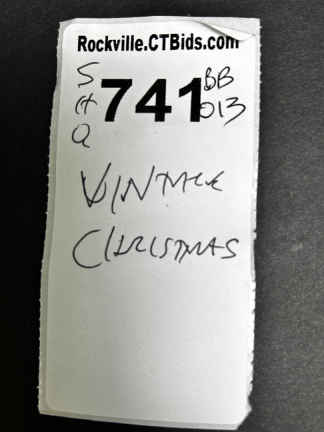 Rockville.CTBids.com
S H Q
741
BB 013
VINTAGE
CHRISTMAS